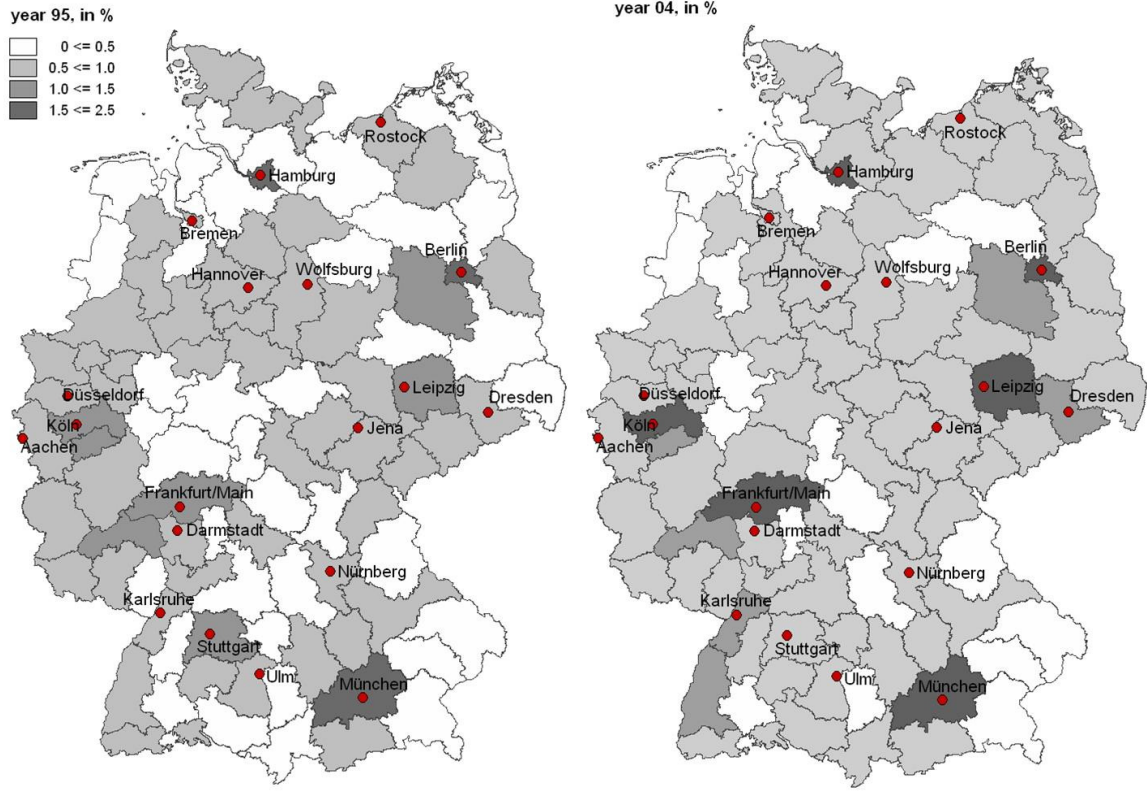 year 95, in %
0 <= 0.5
0.5 <= 1.0
1.0 <= 1.5
1.5 <= 2.5
Rostock
Hamburg
Bremen
Berlin
Hannover
Wolfsburg
Düsseldorf
Leipzig
Dresden
Köln
Jena
Aachen
Frankfurt/Main
Darmstadt
Nürnberg
Karlsruhe
Stuttgart
Ulm
München
year 04, in %
Rostock
Hamburg
Bremen
Berlin
Hannover
Wolfsburg
Düsseldorf
Leipzig
Dresden
Köln
Jena
Aachen
Frankfurt/Main
Darmstadt
Nürnberg
Karlsruhe
Stuttgart
Ulm
München